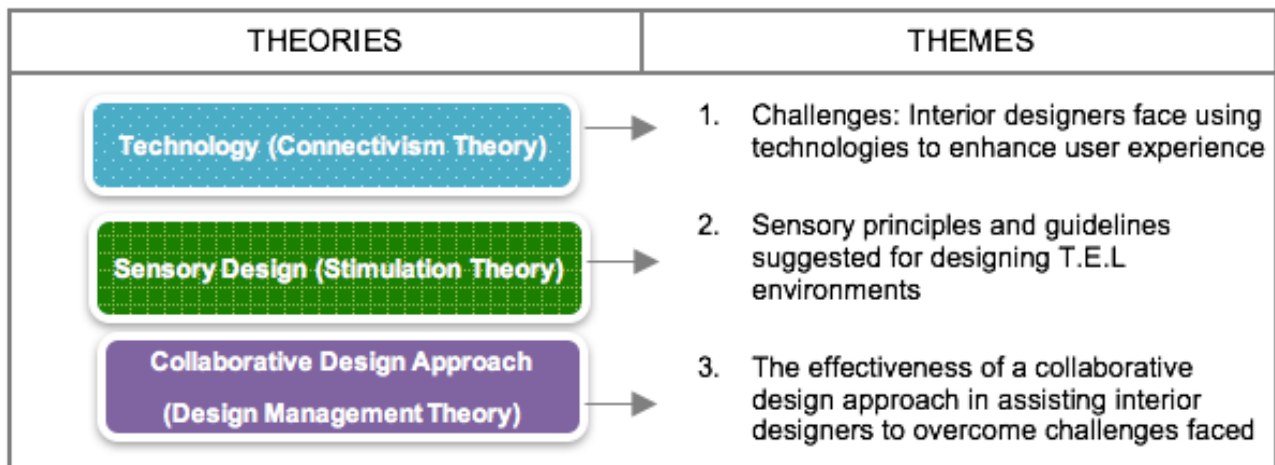 THEORIES
THEMES
Technology (Connectivism Theory)
1. Challenges: Interior designers face using
technologies to enhance user experience
Sensory Design (Stimulation Theory)
2. Sensory principles and guidelines
suggested for designing T.E.L
environments
Collaborative Design Approach
(Design Management Theory)
3. The effectiveness of a collaborative
design approach in assisting interior
designers to overcome challenges faced